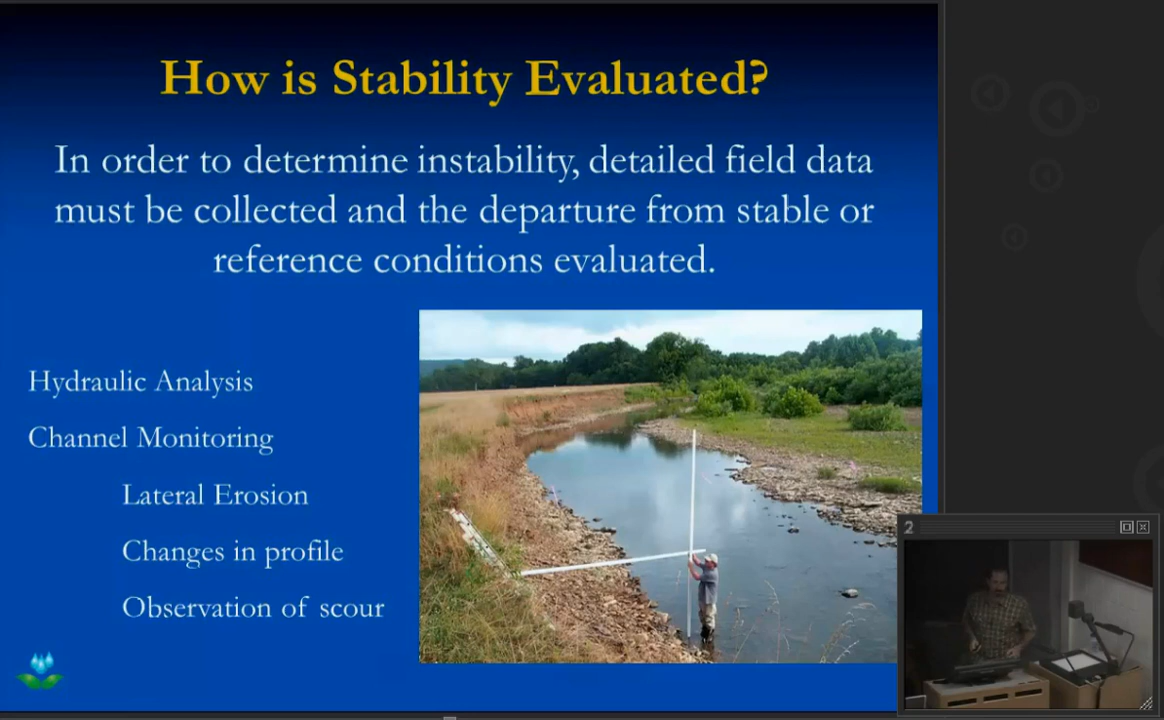 How is Stability Evaluated?
In order to determine instability, detailed field data
must be collected and the departure from stable or
reference conditions evaluated.
Hydraulic Analysis
Channel Monitoring
Lateral Erosion
Changes in profile
Observation of scour
2